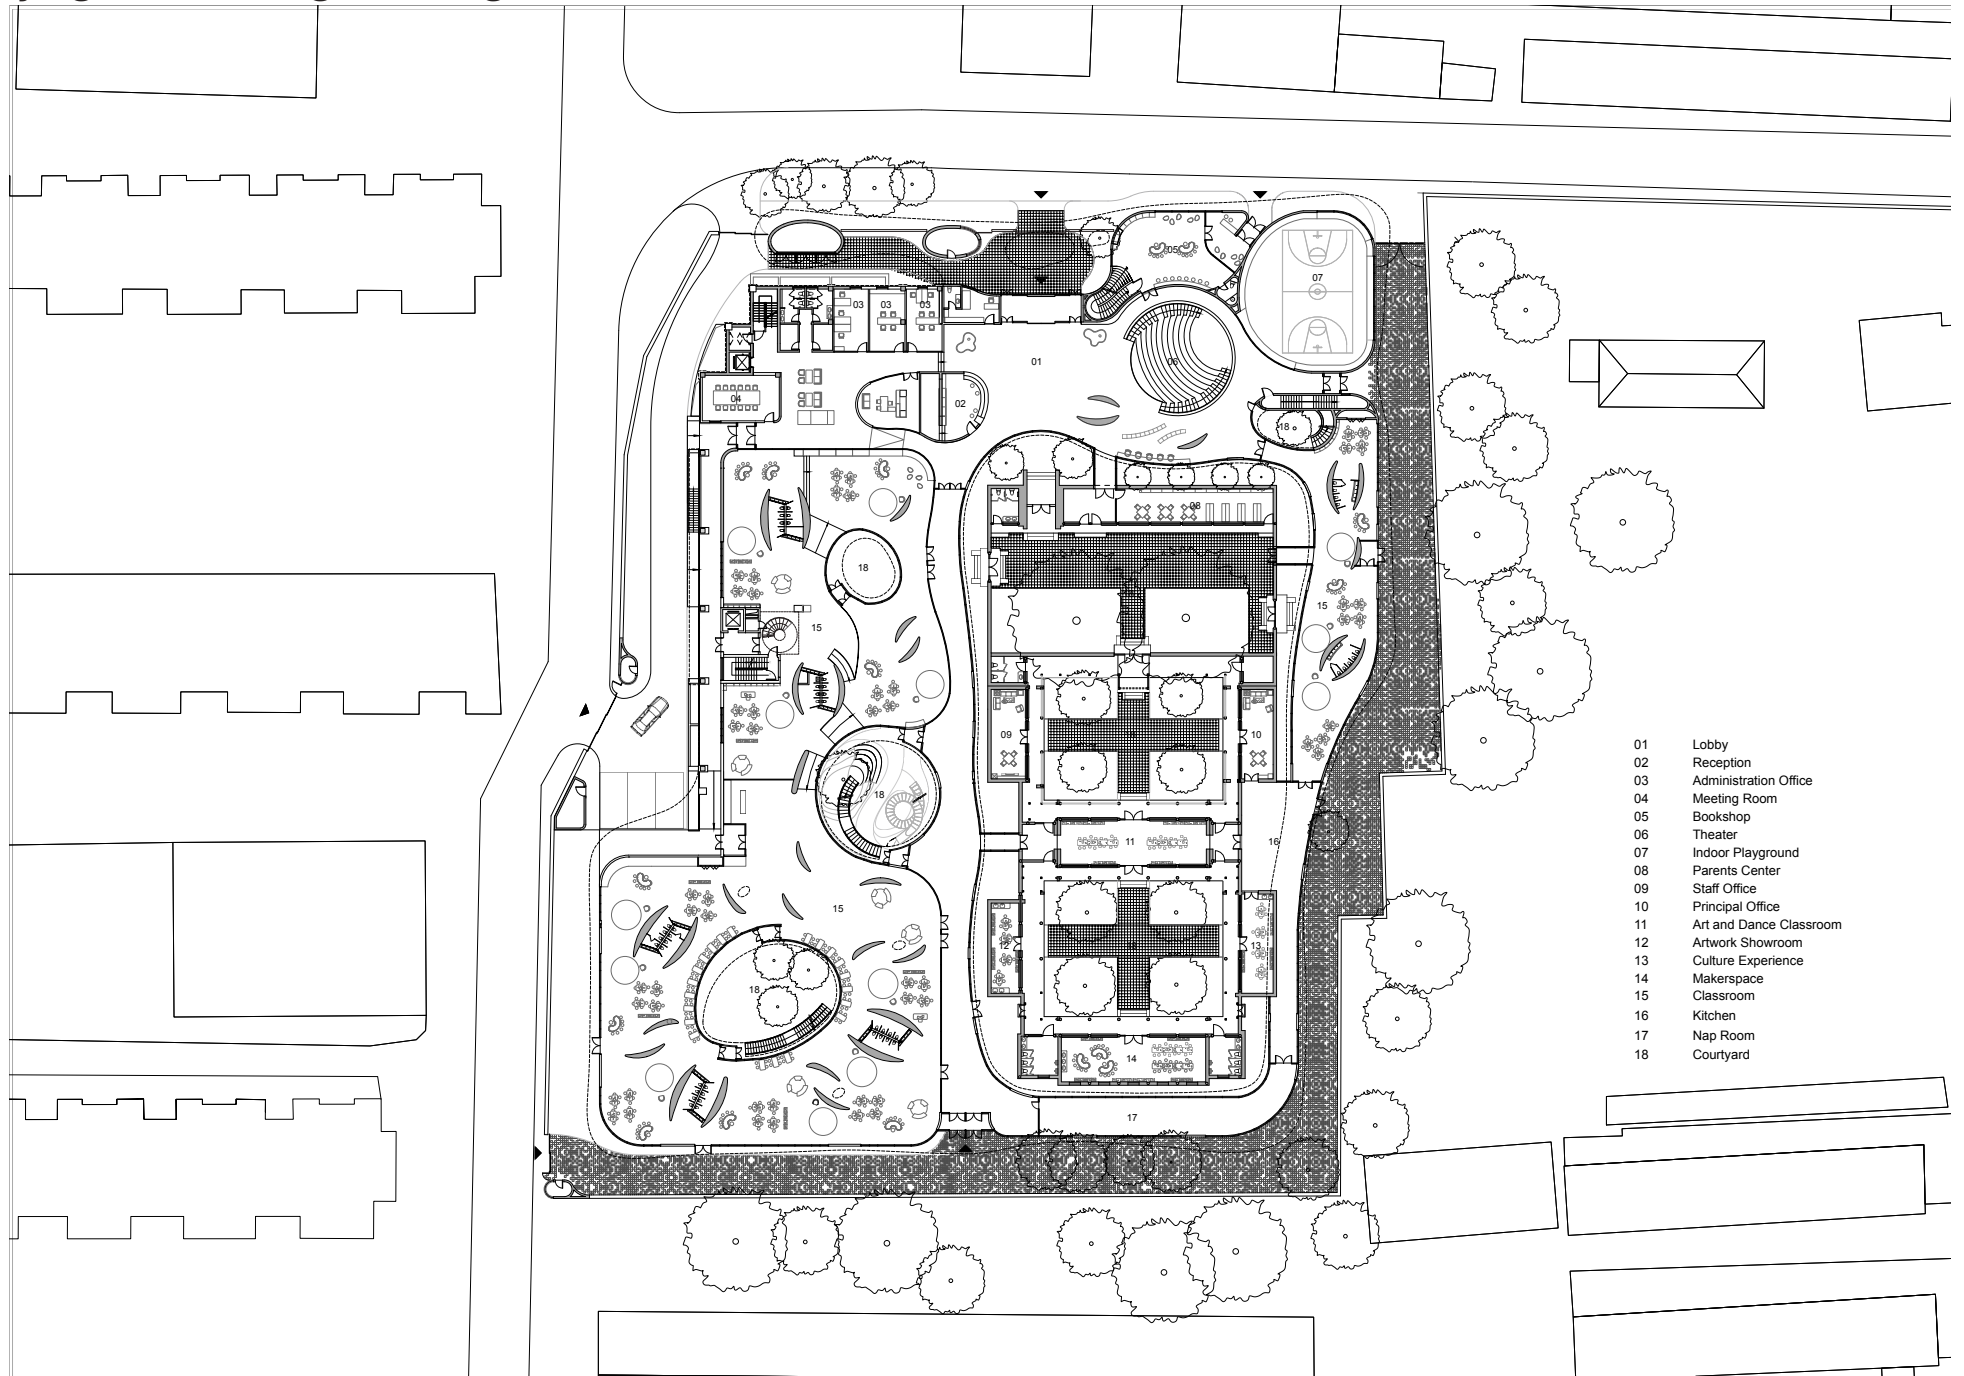 03
03
03
05
07
01
06
04
02
18
08
18
15
15
09
18
10
18
11
16
15
12
18
13
18
14
17
01 Lobby
02 Reception
03 Administration Office
04 Meeting Room
05 Bookshop
06 Theater
07 Indoor Playground
08 Parents Center
09 Staff Office
10 Principal Office
11 Art and Dance Classroom
12 Artwork Showroom
13 Culture Experience
14 Makerspace
15 Classroom
16 Kitchen
17 Nap Room
18 Courtyard